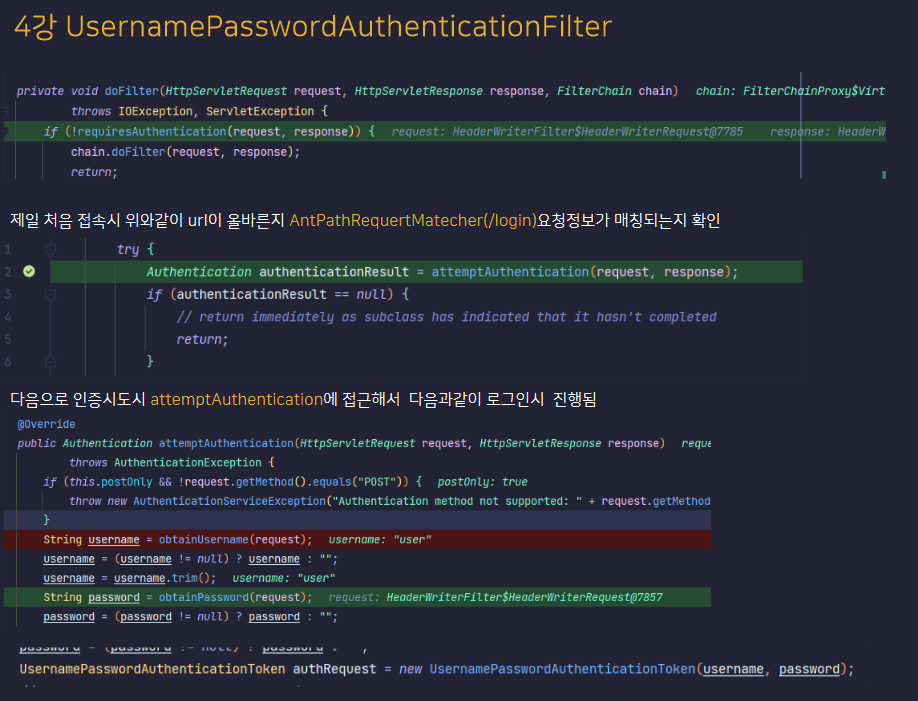 4강 UsernamePasswordAuthenticationFilter
private void doFilter(HttpServletRequest request, HttpServletResponse response, FilterChain chain)   chain: FilterChainProxy$Virt
throws IOException, ServletException {
if (!requiresAuthentication(request, response)) {   request: HeaderWriterFilter$HeaderWriterRequest@7785   response: HeaderW
chain.doFilter(request, response);
return;
제일 처음 접속시 위와같이 url이 올바른지 AntPathRequertMatecher(/login)요청정보가 매칭되는지 확인
1 try {
2 Authentication authenticationResult = attemptAuthentication(request, response);
3 if (authenticationResult == null) {
4 // return immediately as subclass has indicated that it hasn't completed
5 return;
6 }
다음으로 인증시도시 attemptAuthentication에 접근해서 다음과같이 로그인시 진행됨
@Override
public Authentication attemptAuthentication(HttpServletRequest request, HttpServletResponse response)   reque
throws AuthenticationException {
if (this.postOnly && !request.getMethod().equals("POST")) {   postOnly: true
throw new AuthenticationServiceException("Authentication method not supported: " + request.getMethod
}
String username = obtainUsername(request);   username: "user"
username = (username != null) ? username : "";
username = username.trim();   username: "user"
String password = obtainPassword(request);   request: HeaderWriterFilter$HeaderWriterRequest@7857
password = (password != null) ? password : "";
password = (password != null) ? password : "";
UsernamePasswordAuthenticationToken authRequest = new UsernamePasswordAuthenticationToken(username, password);